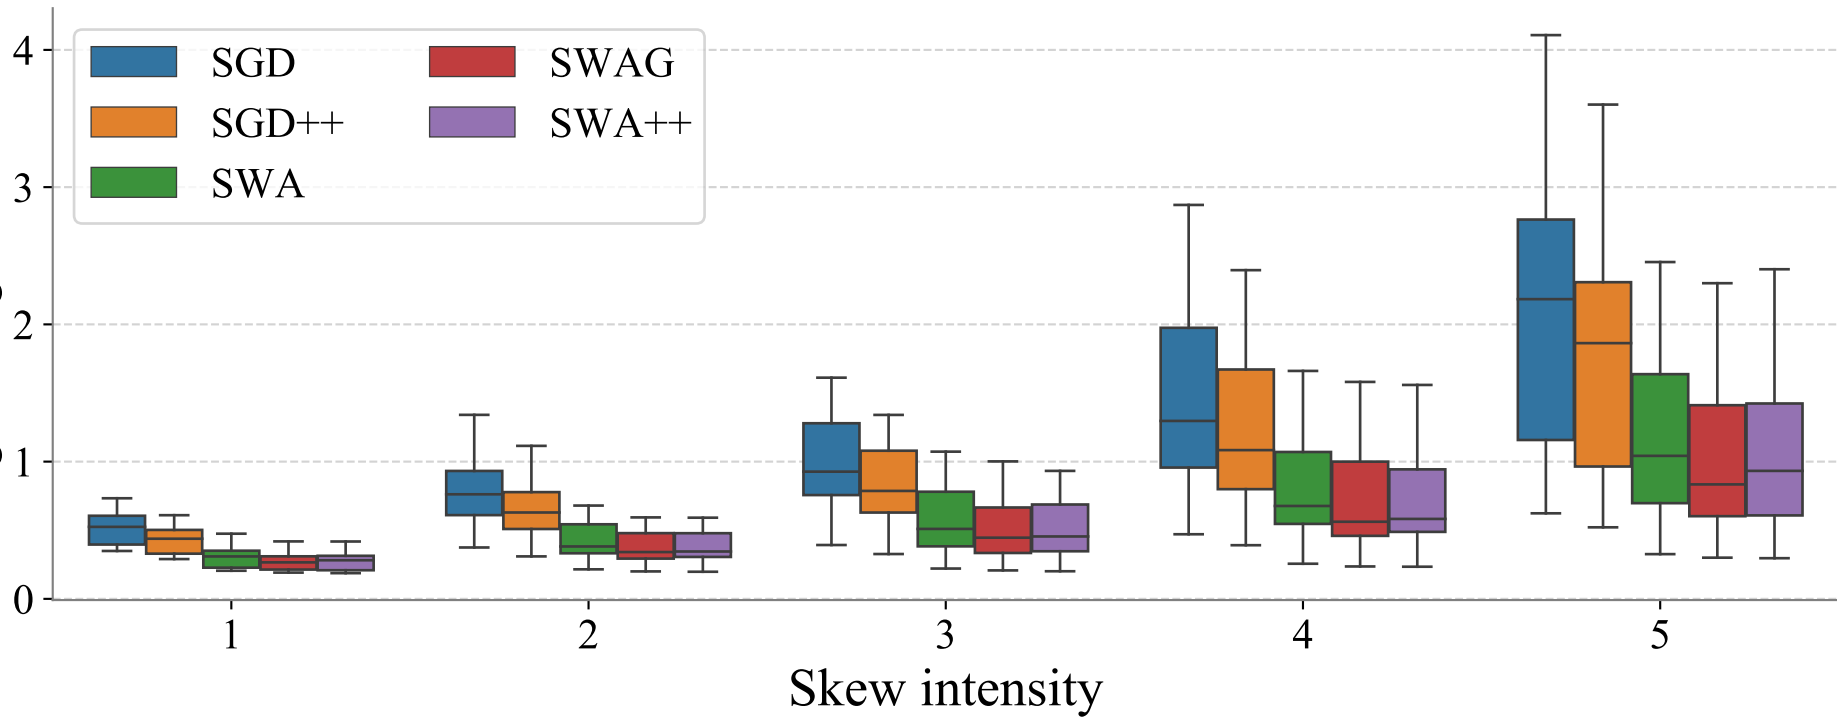 4
3
2
1
0
SGD
SGD++
SWA
SWAG
SWA++
1 2 3 4 5
Skew intensity